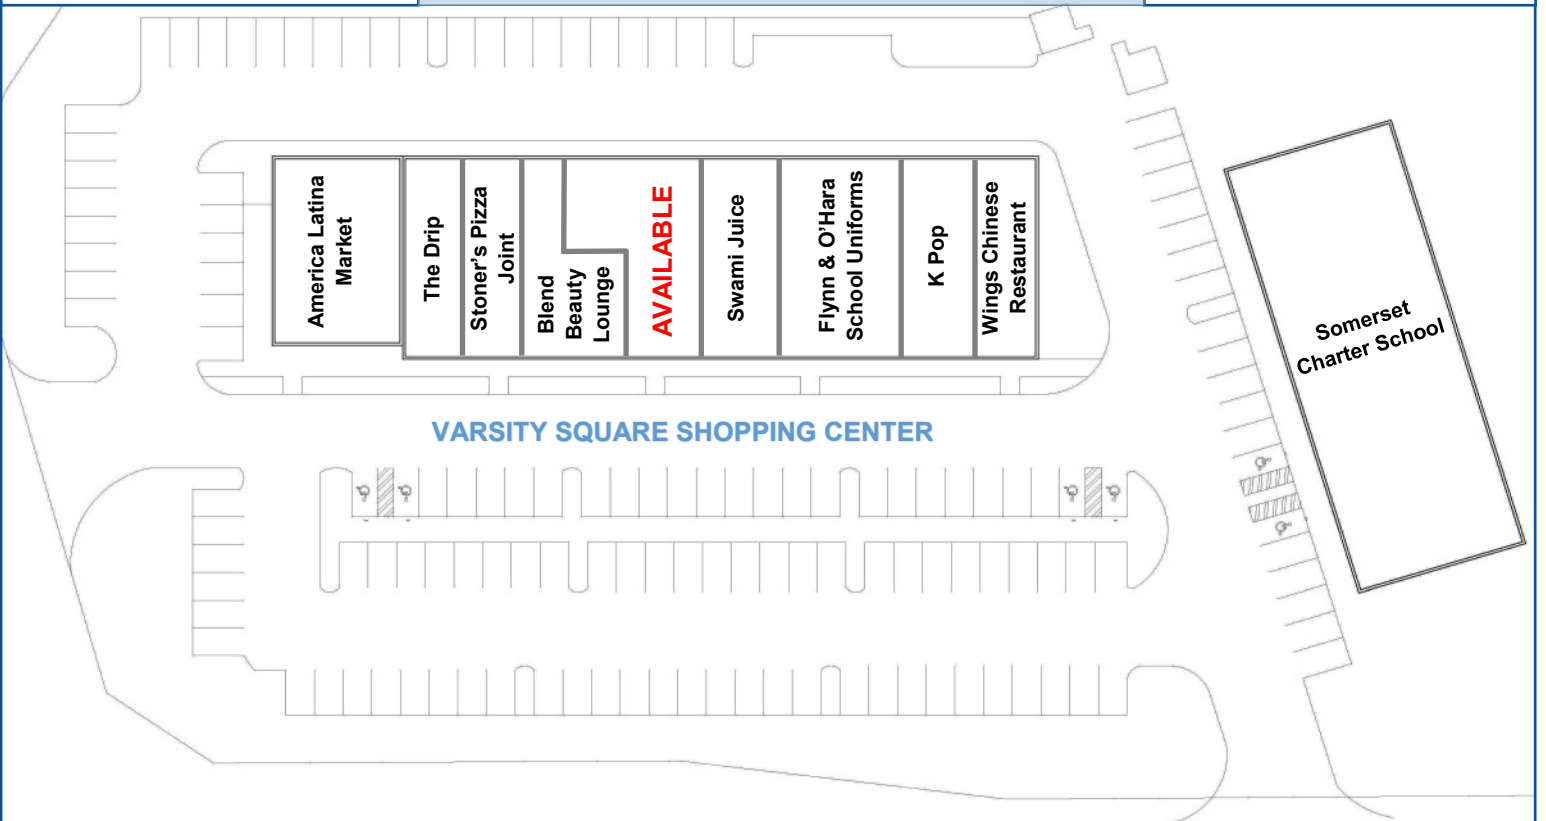 America Latina
Market
The Drip
Stoner's Pizza
Joint
Blend
Beauty
Lounge
AVAILABLE
Swami Juice
Flynn & O'Hara
School Uniforms
K Pop
Wings Chinese
Restaurant
Somerset
Charter School
VARSITY SQUARE SHOPPING CENTER